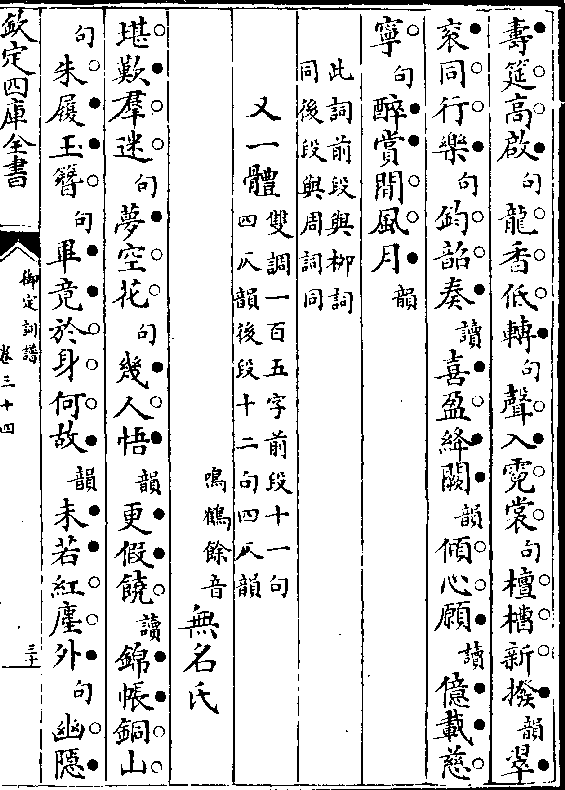 壽筵高啟句龍香低轉句聲入霓裳句檀槽新撥韻翠
衮同行樂句鈞韶奏讀喜盈絳闕韻傾心願讀億載慈
寧句醉賞閒風月韻
此詞前段與柳詞
同後段與周詞同
又一體雙調一百五字前段十一句
四仄韻後段十二句四仄韻
鳴鶴餘音無名氏
堪歎羣迷句夢空花句幾人悟韻更假饒讀錦帳銅山
句朱履玉簪句畢竟於身何故韻未若紅塵外句幽隱
欽定四庫全書
御定詞譜
卷三十四
三十